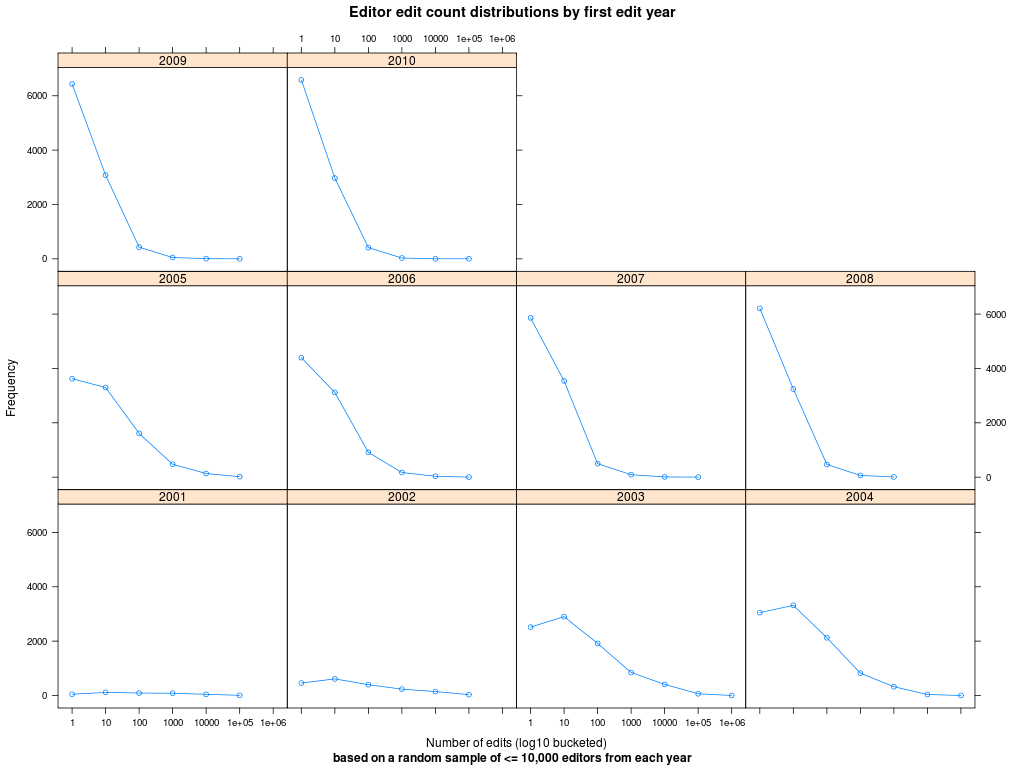 Editor edit count distributions by first edit year
1 10 100 1000 10000 1e+05 1e+06
2009 2010
6000
4000
2000
0
2005 2006 2007 2008
6000
4000
2000
0
Frequency
2001 2002 2003 2004
6000
4000
2000
0
1 10 100 1000 10000 1e+05 1e+06 1 10 100 1000 10000 1e+05 1e+06
Number of edits (log10 bucketed)
based on a random sample of <= 10,000 editors from each year